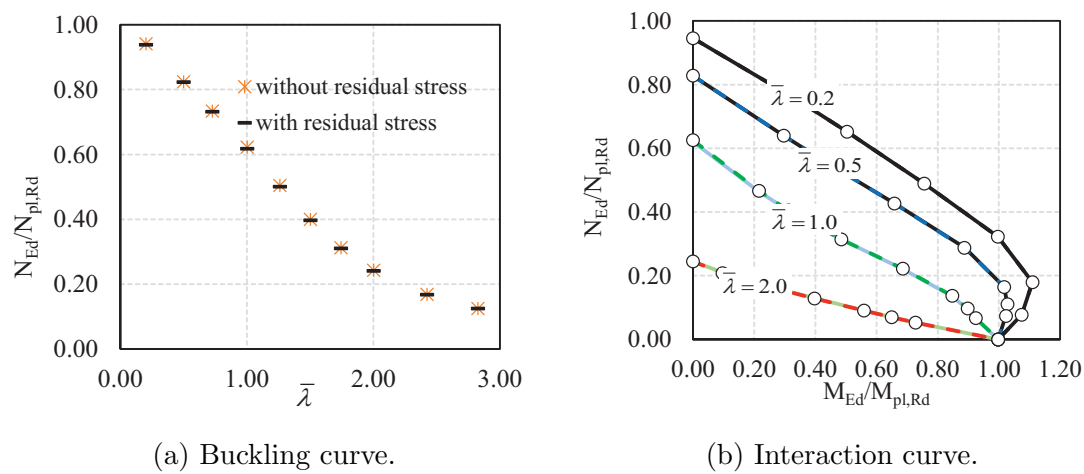 1.00
0.80
0.60
0.40
0.20
0.00
N_Ed/N_pl,Rd
without residual stress
with residual stress
0.00 1.00 2.00 3.00
λ̅
(a) Buckling curve.
1.00
0.80
0.60
0.40
0.20
0.00
N_Ed/N_pl,Rd
λ̅ = 0.2
λ̅ = 0.5
λ̅ = 1.0
λ̅ = 2.0
0.00 0.20 0.40 0.60 0.80 1.00 1.20
M_Ed/M_pl,Rd
(b) Interaction curve.